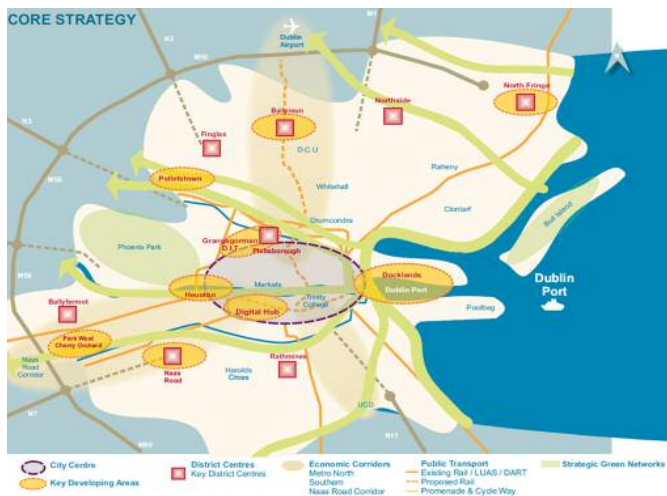 CORE STRATEGY
N3
M50
Dublin
Airport
N1
N3
M50
Finglas
Ballymun
Northside
North Fringe
D.C.U
Raheny
Pelletstown
Whitehall
Clontarf
Bull Island
Drumcondra
Phoenix Park
Grangegorman
D.I.T
Phibsborough
M50
Markets
Docklands
Heuston
Trinity
College
Dublin Port
Dublin
Port
Ballyfermot
Digital Hub
Poolbeg
Park West
Cherry Orchard
Naas
Road
Corridor
Naas
Road
Harolds
Cross
Rathmines
UCD
N7
M50
N11
City Centre
Key Developing Areas
District Centres
Key District Centres
Economic Corridors
Metro North
Southern
Naas Road Corridor
Public Transport
Existing Rail / LUAS / DART
Proposed Rail
Promenade & Cycle Way
Strategic Green Networks